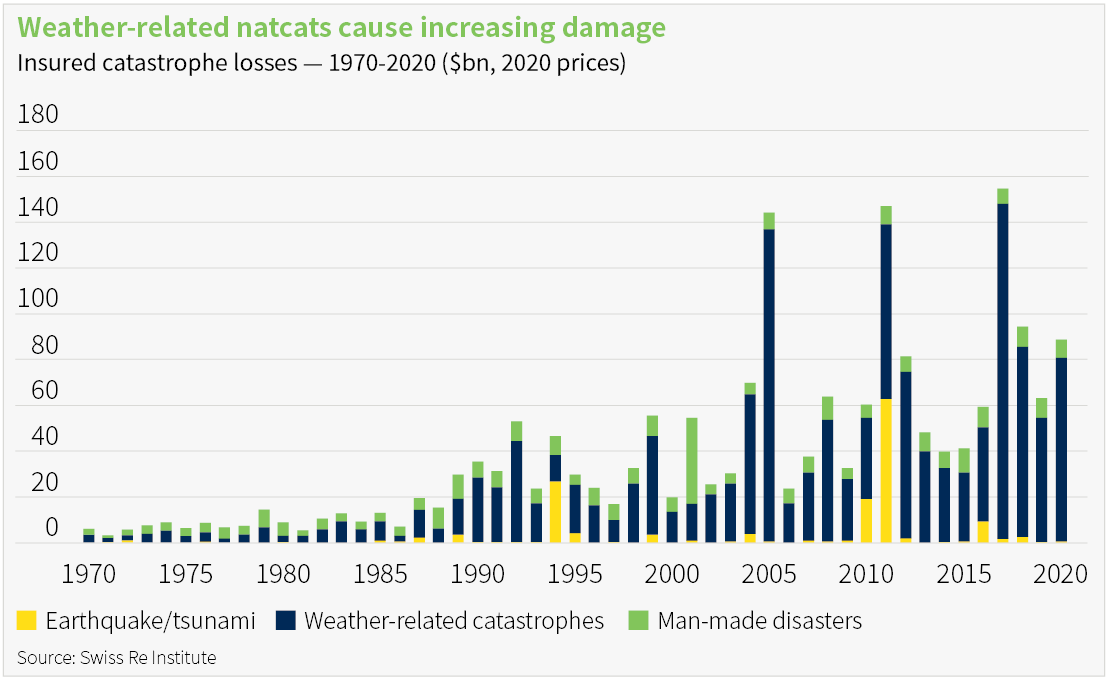 Weather-related natcats cause increasing damage
Insured catastrophe losses — 1970-2020 ($bn, 2020 prices)
180
160
140
120
100
80
60
40
20
0
1970 1975 1980 1985 1990 1995 2000 2005 2010 2015 2020
Earthquake/tsunami Weather-related catastrophes Man-made disasters
Source: Swiss Re Institute